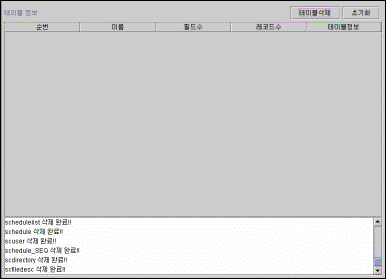 테이블 정보
테이블삭제 초기화
순번 이름 필드수 레코드수 테이블정보
schedulelist 삭제 완료!!
schedule 삭제 완료!!
scuser 삭제 완료!!
schedule_SEQ 삭제 완료!!
scdirectory 삭제 완료!!
scfiledesc 삭제 완료!!